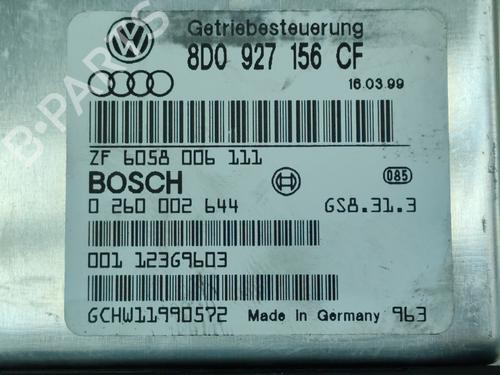 Getriebesteuerung
8D0 927 156 CF
16.03.99
ZF 6058 006 111
BOSCH
085
0 260 002 644
GS8.31.3
001 123G9603
GCHW11990572
Made in Germany 963
B-PARTS